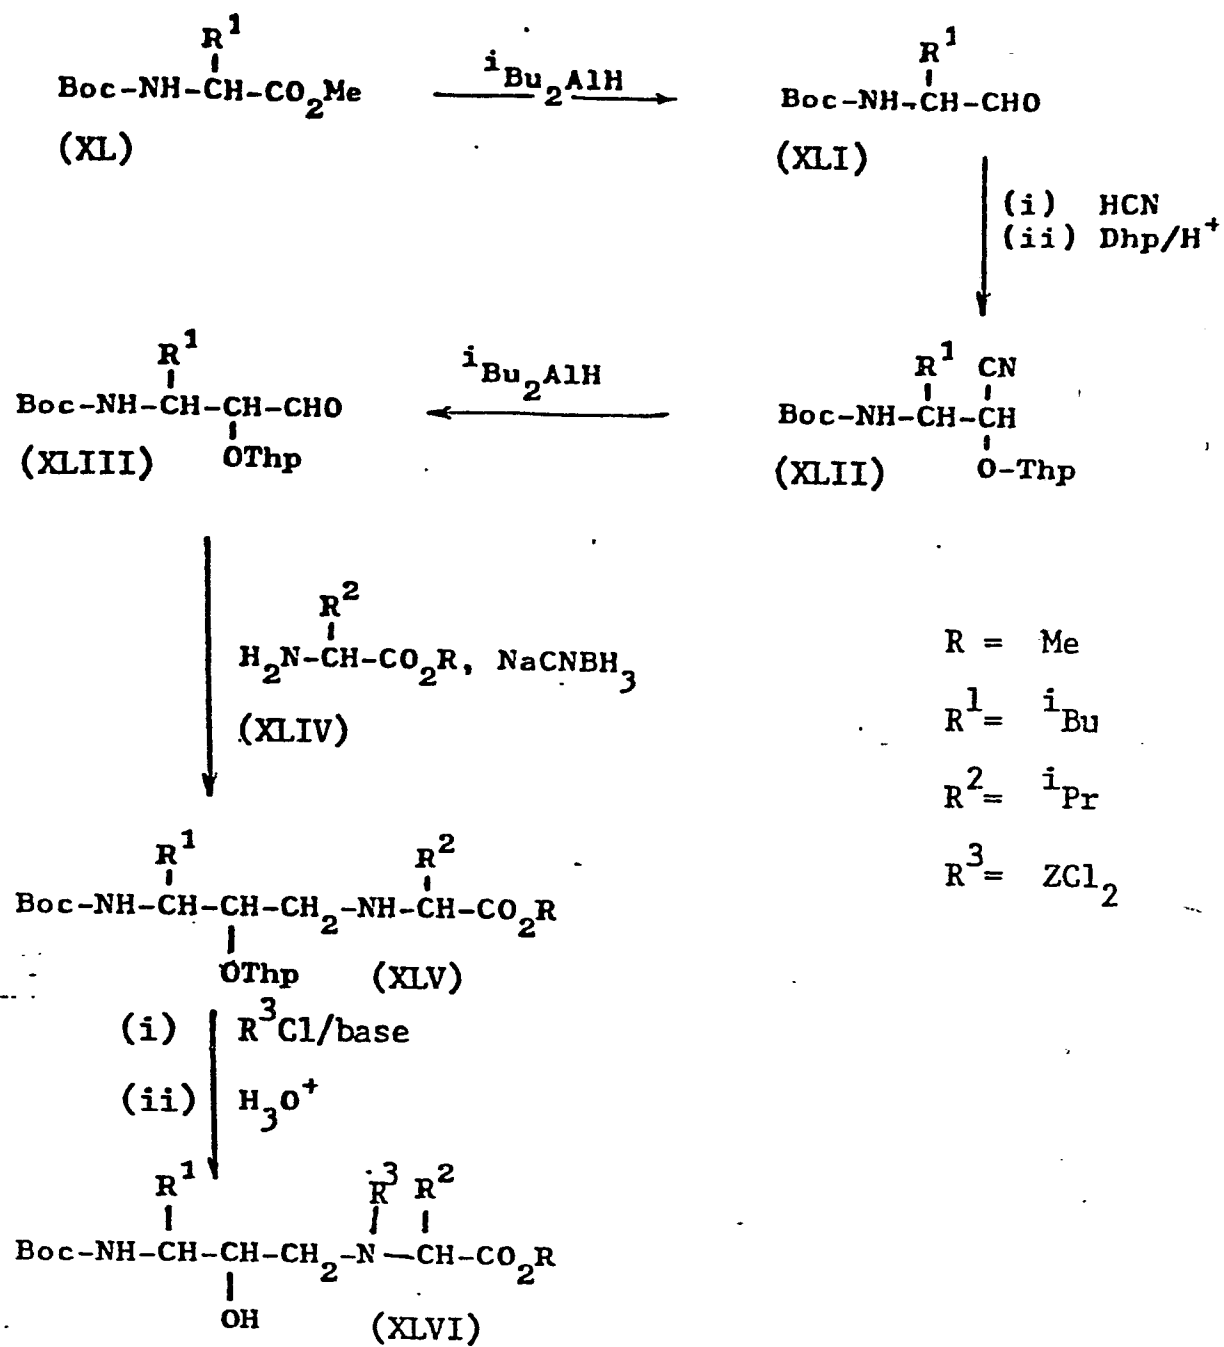 R¹
Boc-NH-CH-CO₂Me
(XL)
ⁱBu₂AlH
R¹
Boc-NH-CH-CHO
(XLI)
(i) HCN
(ii) Dhp/H⁺
R¹ CN
Boc-NH-CH-CH
O-Thp
(XLII)
ⁱBu₂AlH
R¹
Boc-NH-CH-CH-CHO
OThp
(XLIII)
R²
H₂N-CH-CO₂R, NaCNBH₃
(XLIV)
R = Me
R¹= ⁱBu
R²= ⁱPr
R³= ZCl₂
R¹ R²
Boc-NH-CH-CH-CH₂-NH-CH-CO₂R
OThp (XLV)
(i) R³Cl/base
(ii) H₃O⁺
R¹ R³ R²
Boc-NH-CH-CH-CH₂-N-CH-CO₂R
OH (XLVI)